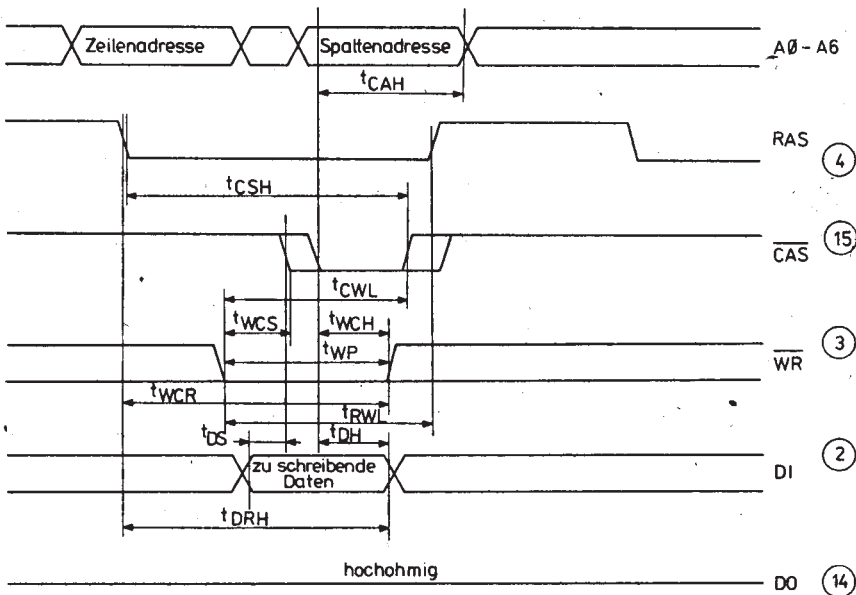 Zeilenadresse
Spaltenadresse
AØ - A6
tCAH
RAS
4
tCSH
15
CAS
tCWL
tWCS
tWCH
3
tWP
WR
tWCR
tRWL
tDS
tDH
2
zu schreibende
Daten
DI
tDRH
hochohmig
DO
14